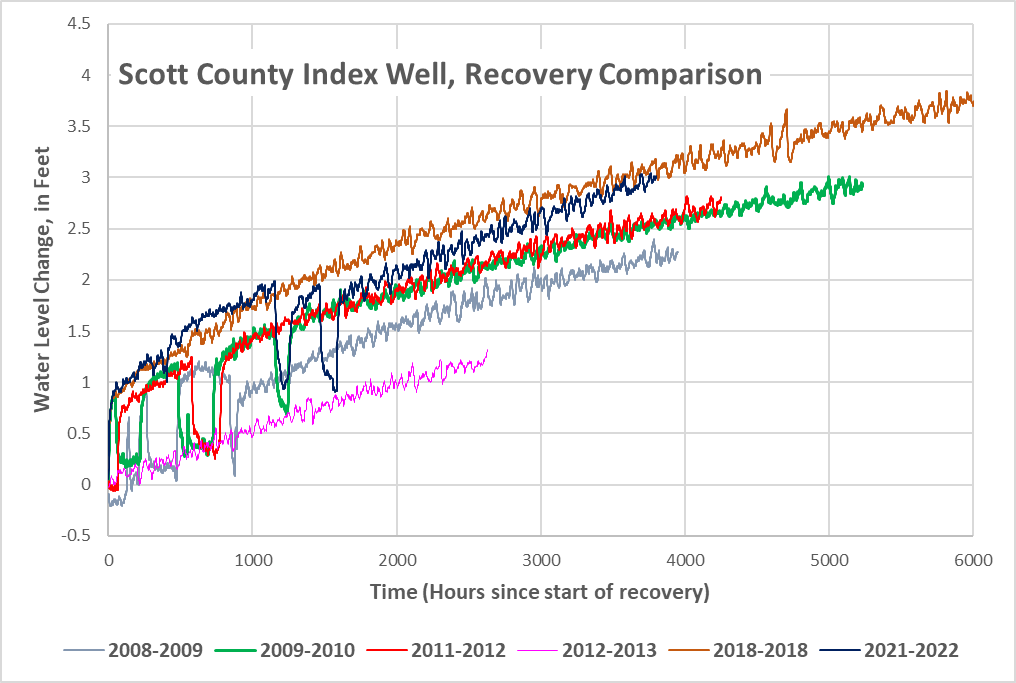 Scott County Index Well, Recovery Comparison
Water Level Change, in Feet
4.5
4
3.5
3
2.5
2
1.5
1
0.5
0
-0.5
0 1000 2000 3000 4000 5000 6000
Time (Hours since start of recovery)
2008-2009 2009-2010 2011-2012 2012-2013 2018-2018 2021-2022